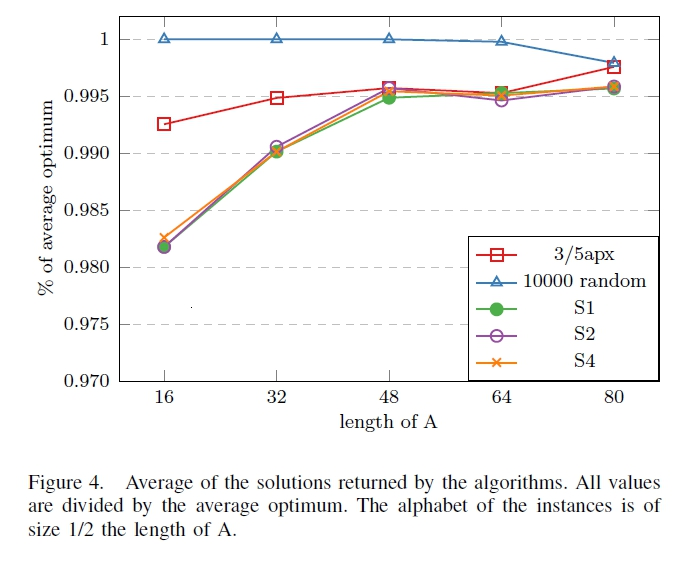 1
0.995
0.990
0.985
0.980
0.975
0.970
% of average optimum
16 32 48 64 80
length of A
3/5apx
10000 random
S1
S2
S4
Figure 4. Average of the solutions returned by the algorithms. All values
are divided by the average optimum. The alphabet of the instances is of
size 1/2 the length of A.